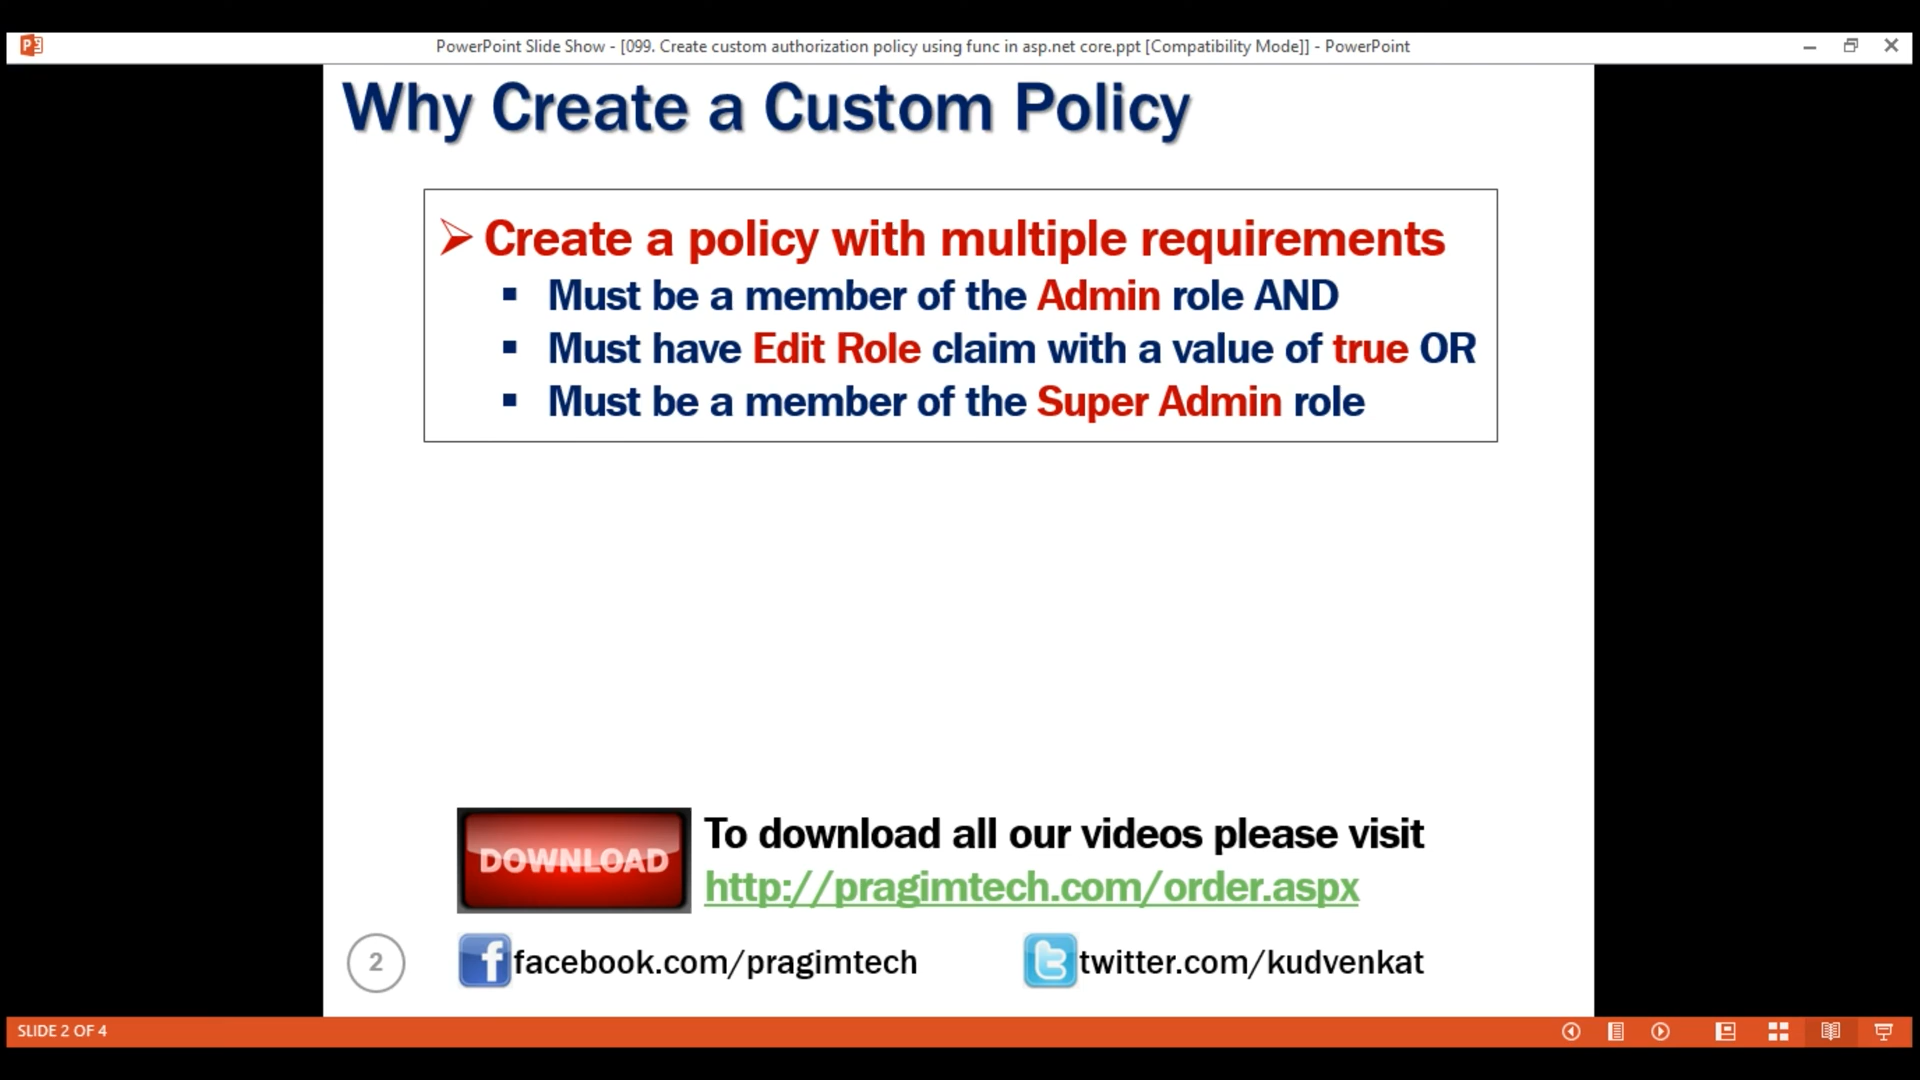 PowerPoint Slide Show - [099. Create custom authorization policy using func in asp.net core.ppt [Compatibility Mode]] - PowerPoint
Why Create a Custom Policy
Create a policy with multiple requirements
Must be a member of the Admin role AND
Must have Edit Role claim with a value of true OR
Must be a member of the Super Admin role
DOWNLOAD
To download all our videos please visit
http://pragimtech.com/order.aspx
2
facebook.com/pragimtech
twitter.com/kudvenkat
SLIDE 2 OF 4